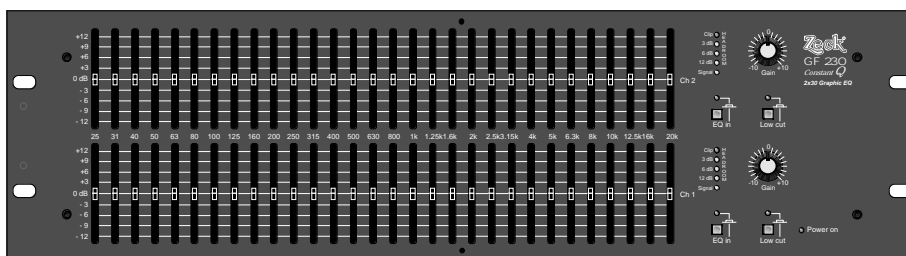 +12
+9
+6
+3
0 dB
- 3
- 6
- 9
- 12
Ch 2
Clip
3 dB
6 dB
12 dB
Signal
HEADROOM
0
-10 +10
Gain
Zeck
GF 230
Constant Q
2x30 Graphic EQ
EQ in
Low cut
25 31 40 50 63 80 100 125 160 200 250 315 400 500 630 800 1k 1.25k 1.6k 2k 2.5k 3.15k 4k 5k 6.3k 8k 10k 12.5k 16k 20k
+12
+9
+6
+3
0 dB
- 3
- 6
- 9
- 12
Ch 1
Clip
3 dB
6 dB
12 dB
Signal
HEADROOM
0
-10 +10
Gain
EQ in
Low cut
Power on